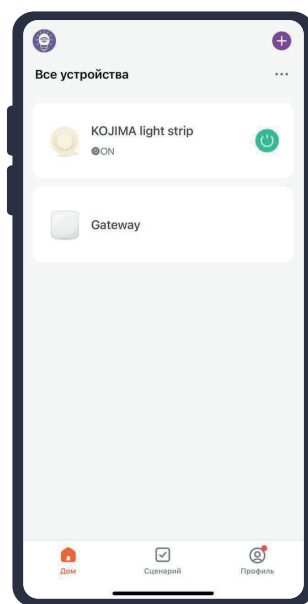 Все устройства
KOJIMA light strip
ON
Gateway
Дом
Сценарий
Профиль